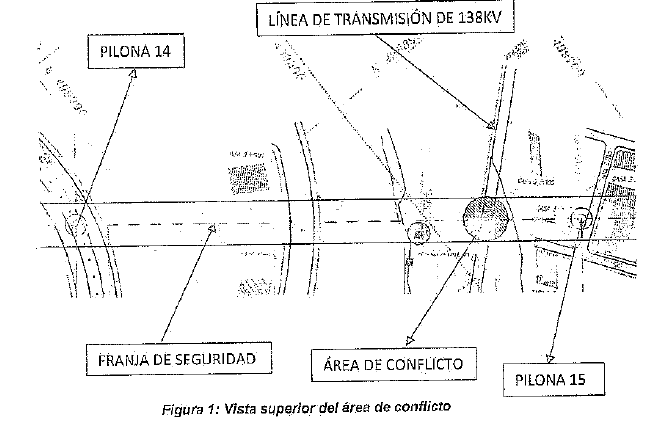 LÍNEA DE TRANSMISIÓN DE 138KV
PILONA 14
FRANJA DE SEGURIDAD
ÁREA DE CONFLICTO
PILONA 15
Figura 1: Vista superior del área de conflicto